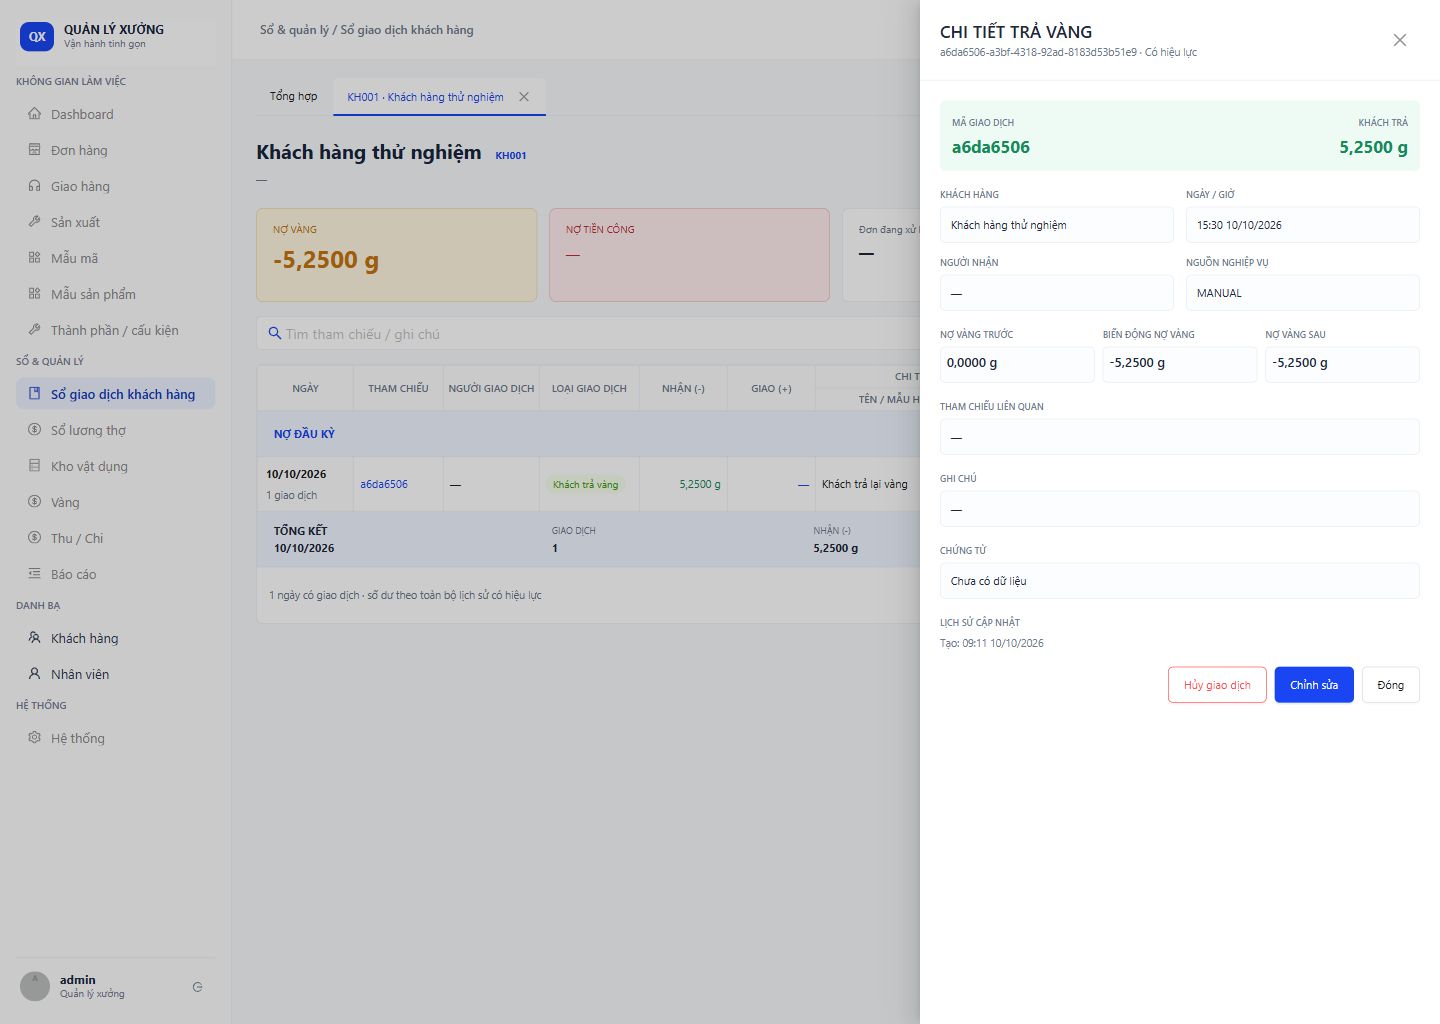 QX
QUẢN LÝ XƯỞNG
Vận hành tinh gọn
KHÔNG GIAN LÀM VIỆC
Dashboard
Đơn hàng
Giao hàng
Sản xuất
Mẫu mã
Mẫu sản phẩm
Thành phần / cấu kiện
SỔ & QUẢN LÝ
Sổ giao dịch khách hàng
Sổ lương thợ
Kho vật dụng
Vàng
Thu / Chi
Báo cáo
DANH BẠ
Khách hàng
Nhân viên
HỆ THỐNG
Hệ thống
A
admin
Quản lý xưởng
Sổ & quản lý / Sổ giao dịch khách hàng
Tổng hợp
KH001 · Khách hàng thử nghiệm
Khách hàng thử nghiệm KH001
—
NỢ VÀNG
-5,2500 g
NỢ TIỀN CÔNG
—
Đơn đang xử
—
Tìm tham chiếu / ghi chú
NGÀY THAM CHIẾU NGƯỜI GIAO DỊCH LOẠI GIAO DỊCH NHẬN (-) GIAO (+) CHI T
TÊN / MẪU H
NỢ ĐẦU KỲ
10/10/2026
1 giao dịch
a6da6506 — Khách trả vàng 5,2500 g — Khách trả lại vàng
TỔNG KẾT
10/10/2026
GIAO DỊCH
1
NHẬN (-)
5,2500 g
1 ngày có giao dịch · số dư theo toàn bộ lịch sử có hiệu lực
CHI TIẾT TRẢ VÀNG
a6da6506-a3bf-4318-92ad-8183d53b51e9 · Có hiệu lực
MÃ GIAO DỊCH
a6da6506
KHÁCH TRẢ
5,2500 g
KHÁCH HÀNG
Khách hàng thử nghiệm
NGÀY / GIỜ
15:30 10/10/2026
NGƯỜI NHẬN
—
NGUỒN NGHIỆP VỤ
MANUAL
NỢ VÀNG TRƯỚC
0,0000 g
BIẾN ĐỘNG NỢ VÀNG
-5,2500 g
NỢ VÀNG SAU
-5,2500 g
THAM CHIẾU LIÊN QUAN
—
GHI CHÚ
—
CHỨNG TỪ
Chưa có dữ liệu
LỊCH SỬ CẬP NHẬT
Tạo: 09:11 10/10/2026
Hủy giao dịch
Chỉnh sửa
Đóng